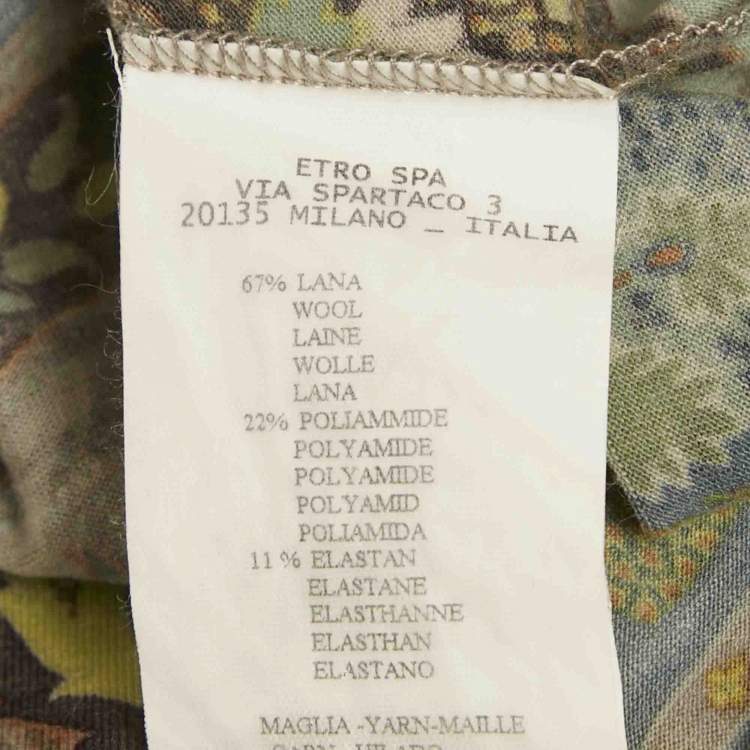 ETRO SPA
VIA SPARTACO 3
20135 MILANO _ ITALIA
67% LANA
WOOL
LAINE
WOLLE
LANA
22% POLIAMMIDE
POLYAMIDE
POLYAMIDE
POLYAMID
POLIAMIDA
11 % ELASTAN
ELASTANE
ELASTHANNE
ELASTHAN
ELASTANO
MAGLIA -YARN-MAILLE